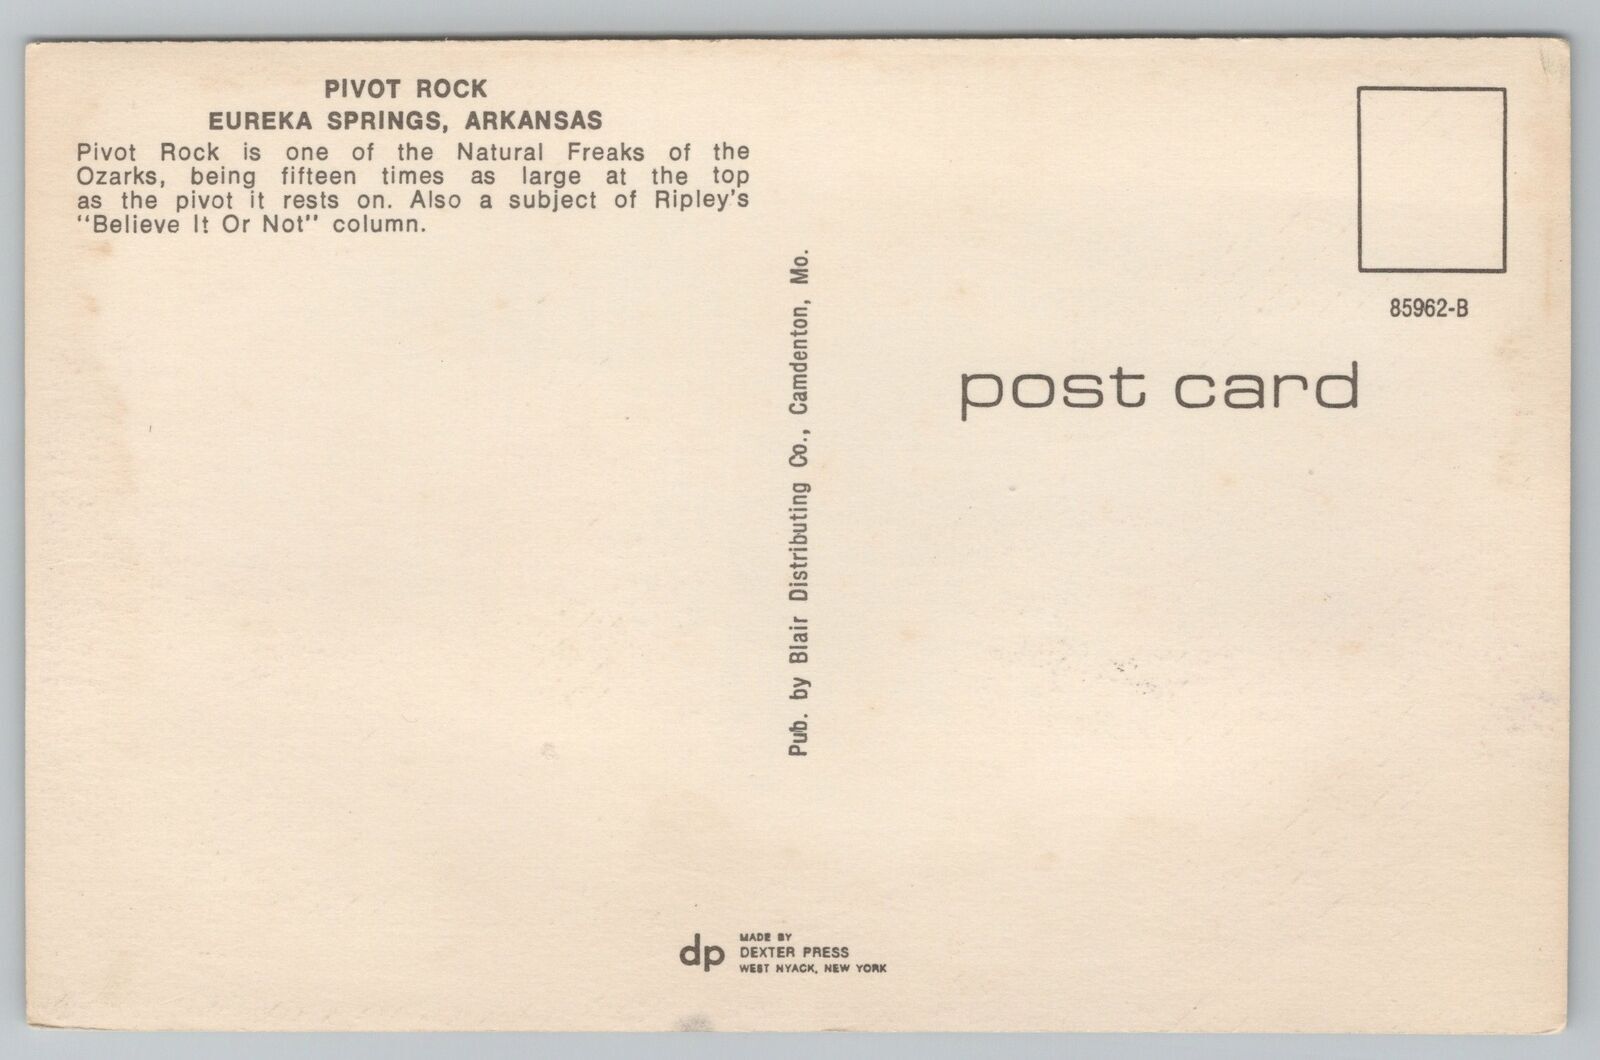 PIVOT ROCK
EUREKA SPRINGS, ARKANSAS
Pivot Rock is one of the Natural Freaks of the
Ozarks, being fifteen times as large at the top
as the pivot it rests on. Also a subject of Ripley's
"Believe It Or Not" column.
Pub. by Blair Distributing Co., Camdenton, Mo.
85962-B
post card
dp
MADE BY
DEXTER PRESS
WEST NYACK, NEW YORK